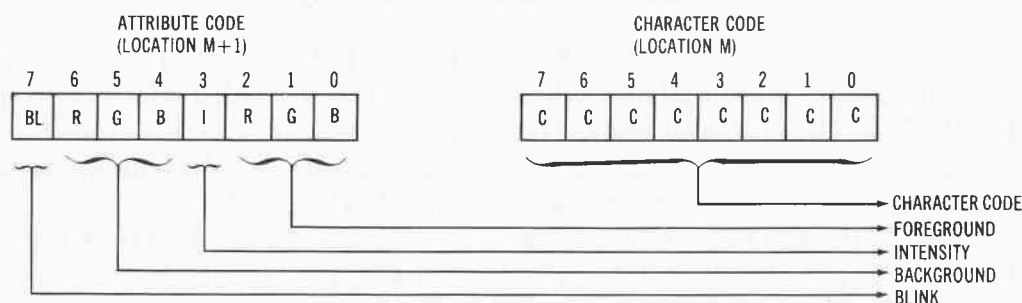 ATTRIBUTE CODE
(LOCATION M+1)
7 6 5 4 3 2 1 0
BL R G B I R G B
CHARACTER CODE
(LOCATION M)
7 6 5 4 3 2 1 0
C C C C C C C C
CHARACTER CODE
FOREGROUND
INTENSITY
BACKGROUND
BLINK